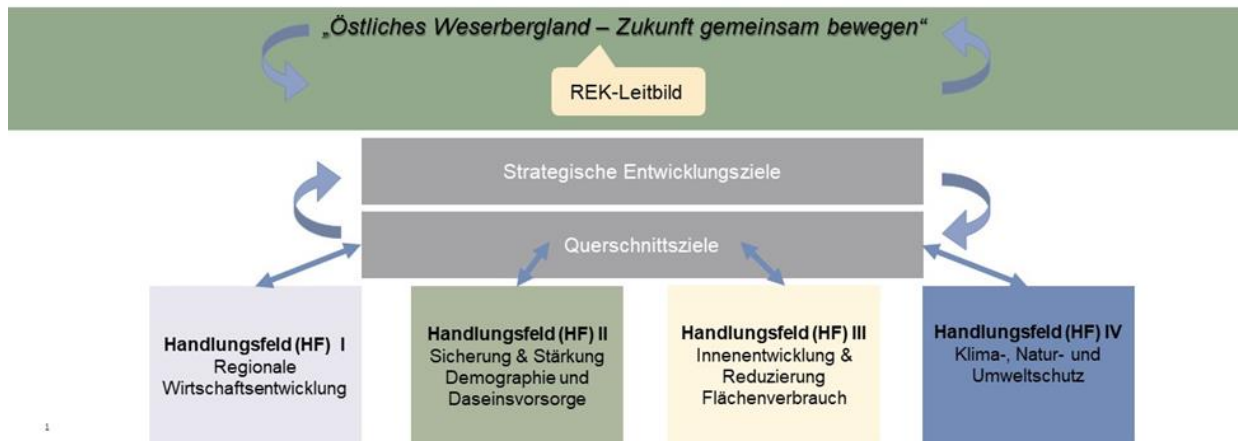 „Östliches Weserbergland – Zukunft gemeinsam bewegen“
REK-Leitbild
Strategische Entwicklungsziele
Querschnittsziele
Handlungsfeld (HF) I
Regionale
Wirtschaftsentwicklung
Handlungsfeld (HF) II
Sicherung & Stärkung
Demographie und
Daseinsvorsorge
Handlungsfeld (HF) III
Innenentwicklung &
Reduzierung
Flächenverbrauch
Handlungsfeld (HF) IV
Klima-, Natur- und
Umweltschutz
1